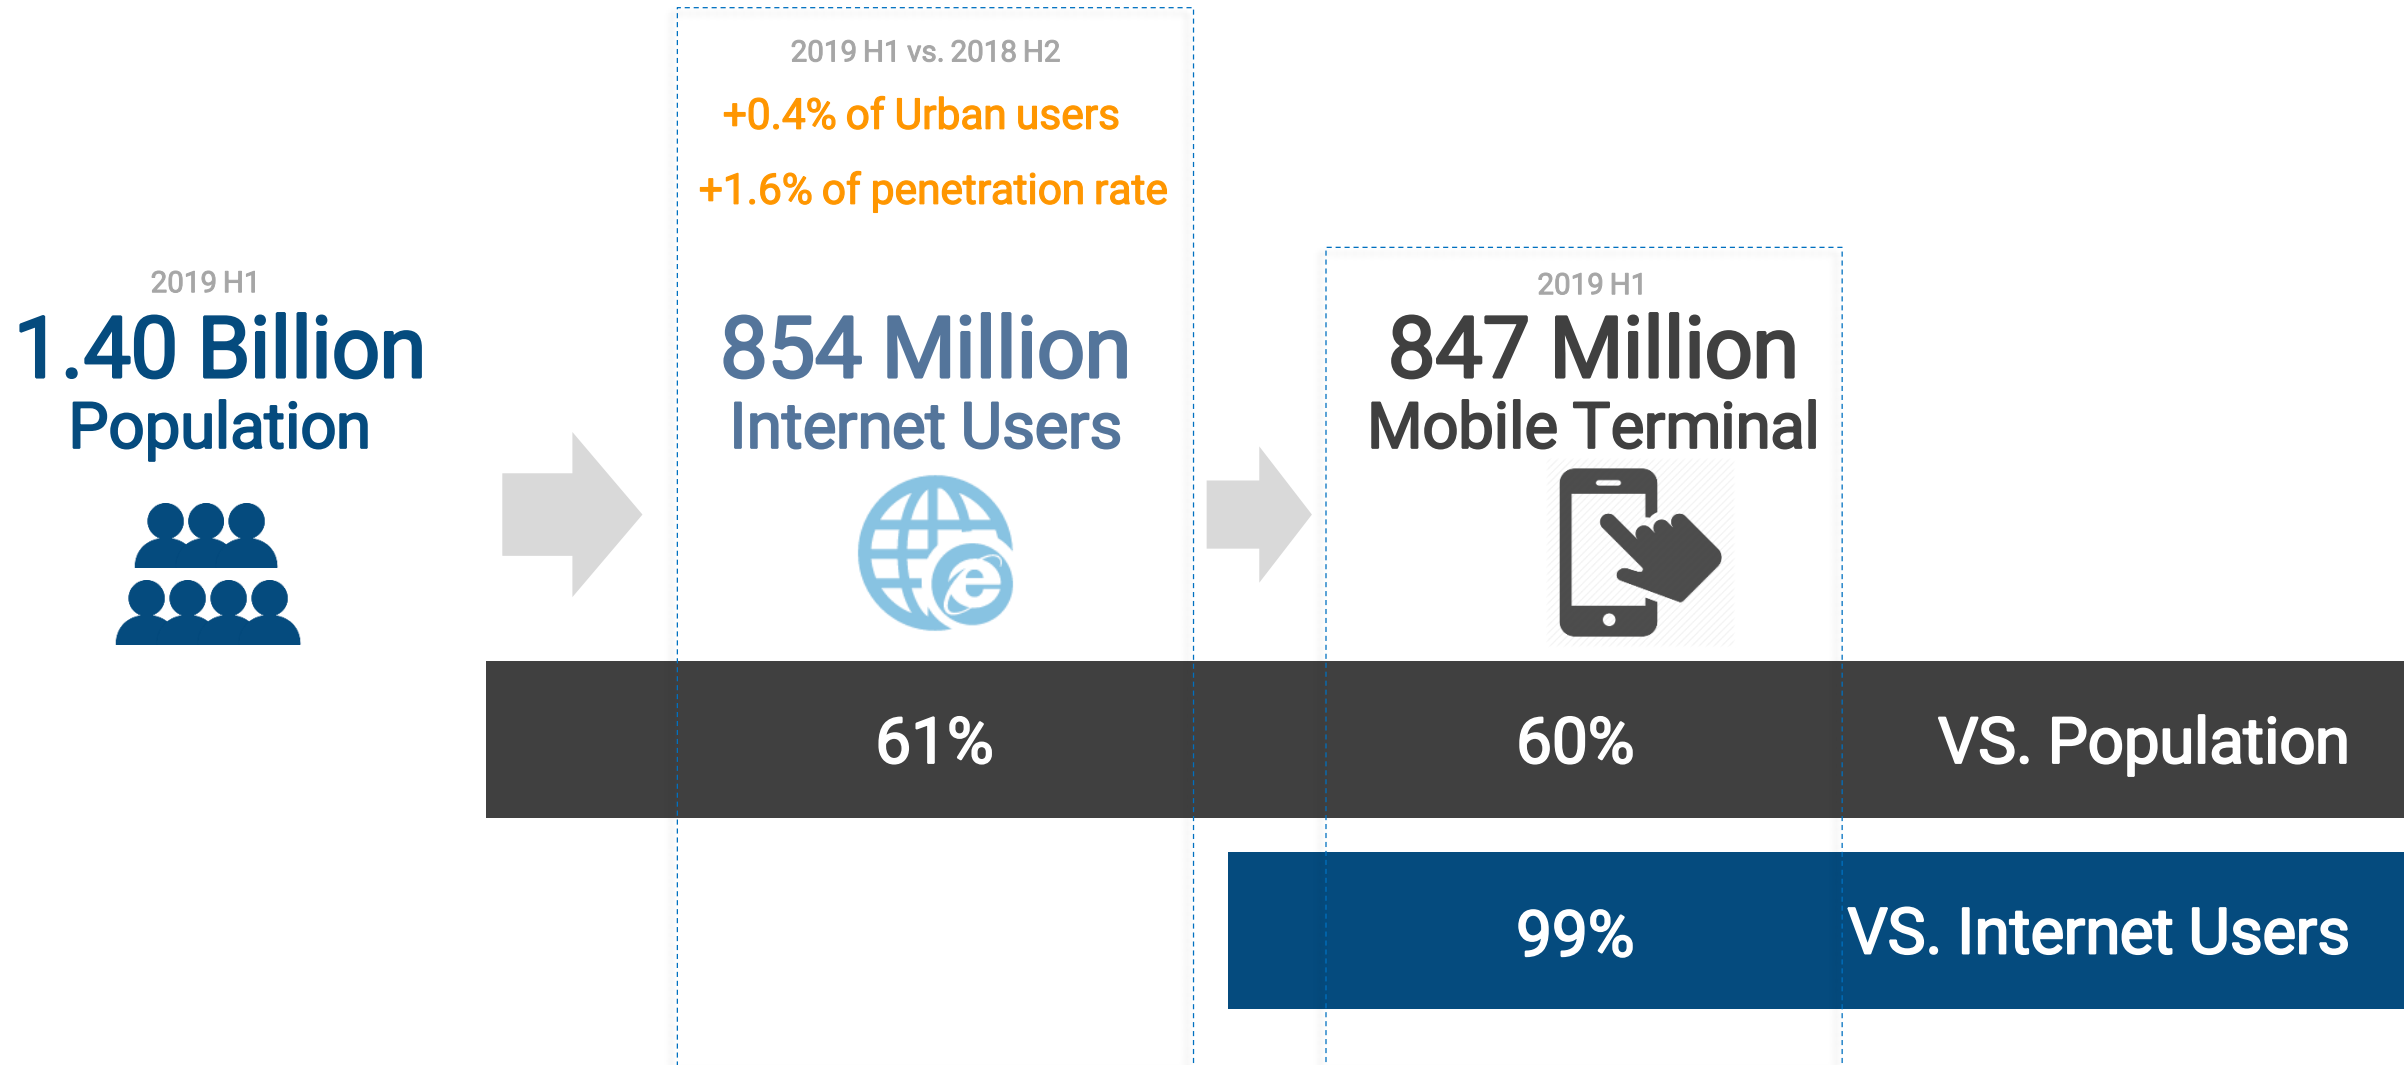 2019 H1
1.40 Billion
Population
2019 H1 vs. 2018 H2
+0.4% of Urban users
+1.6% of penetration rate
854 Million
Internet Users
2019 H1
847 Million
Mobile Terminal
61%
60%
VS. Population
99%
VS. Internet Users